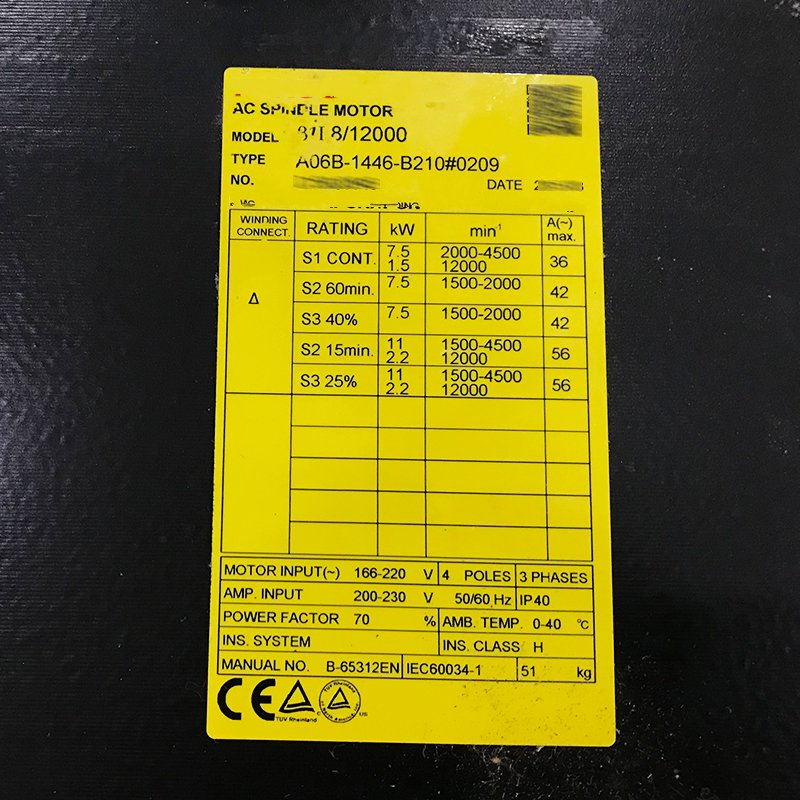 AC SPINDLE MOTOR
MODEL 8/12000
TYPE A06B-1446-B210#0209
NO. DATE
WINDING CONNECT. RATING kW min-1 A(~) max.
Δ S1 CONT. 7.5 2000-4500 36
1.5 12000
S2 60min. 7.5 1500-2000 42
S3 40% 7.5 1500-2000 42
S2 15min. 11 1500-4500 56
2.2 12000
S3 25% 11 1500-4500 56
2.2 12000
MOTOR INPUT(~) 166-220 V 4 POLES 3 PHASES
AMP. INPUT 200-230 V 50/60 Hz IP40
POWER FACTOR 70 % AMB. TEMP. 0-40 °C
INS. SYSTEM INS. CLASS H
MANUAL NO. B-65312EN IEC60034-1 51 kg
CE
TÜV Rheinland
C US